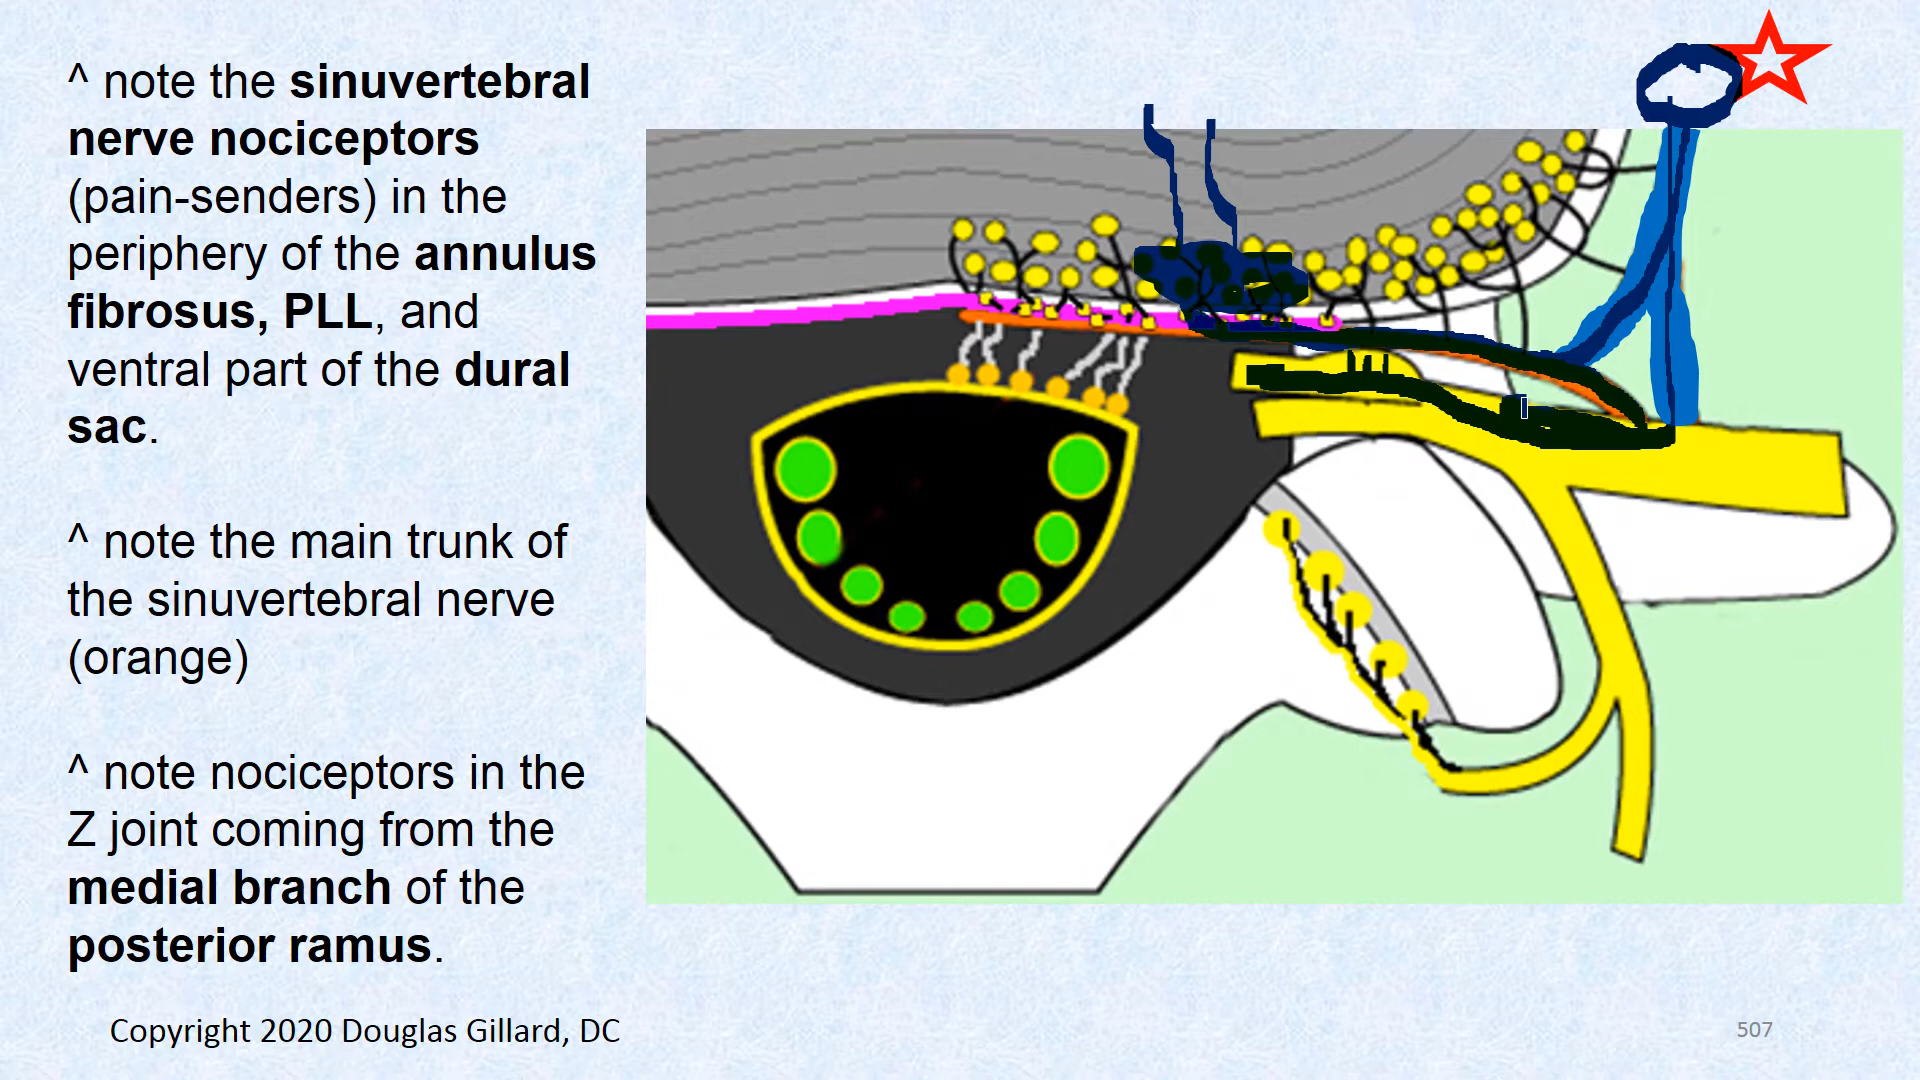 ^ note the sinuvertebral
nerve nociceptors
(pain-senders) in the
periphery of the annulus
fibrosus, PLL, and
ventral part of the dural
sac.
^ note the main trunk of
the sinuvertebral nerve
(orange)
^ note nociceptors in the
Z joint coming from the
medial branch of the
posterior ramus.
Copyright 2020 Douglas Gillard, DC
507